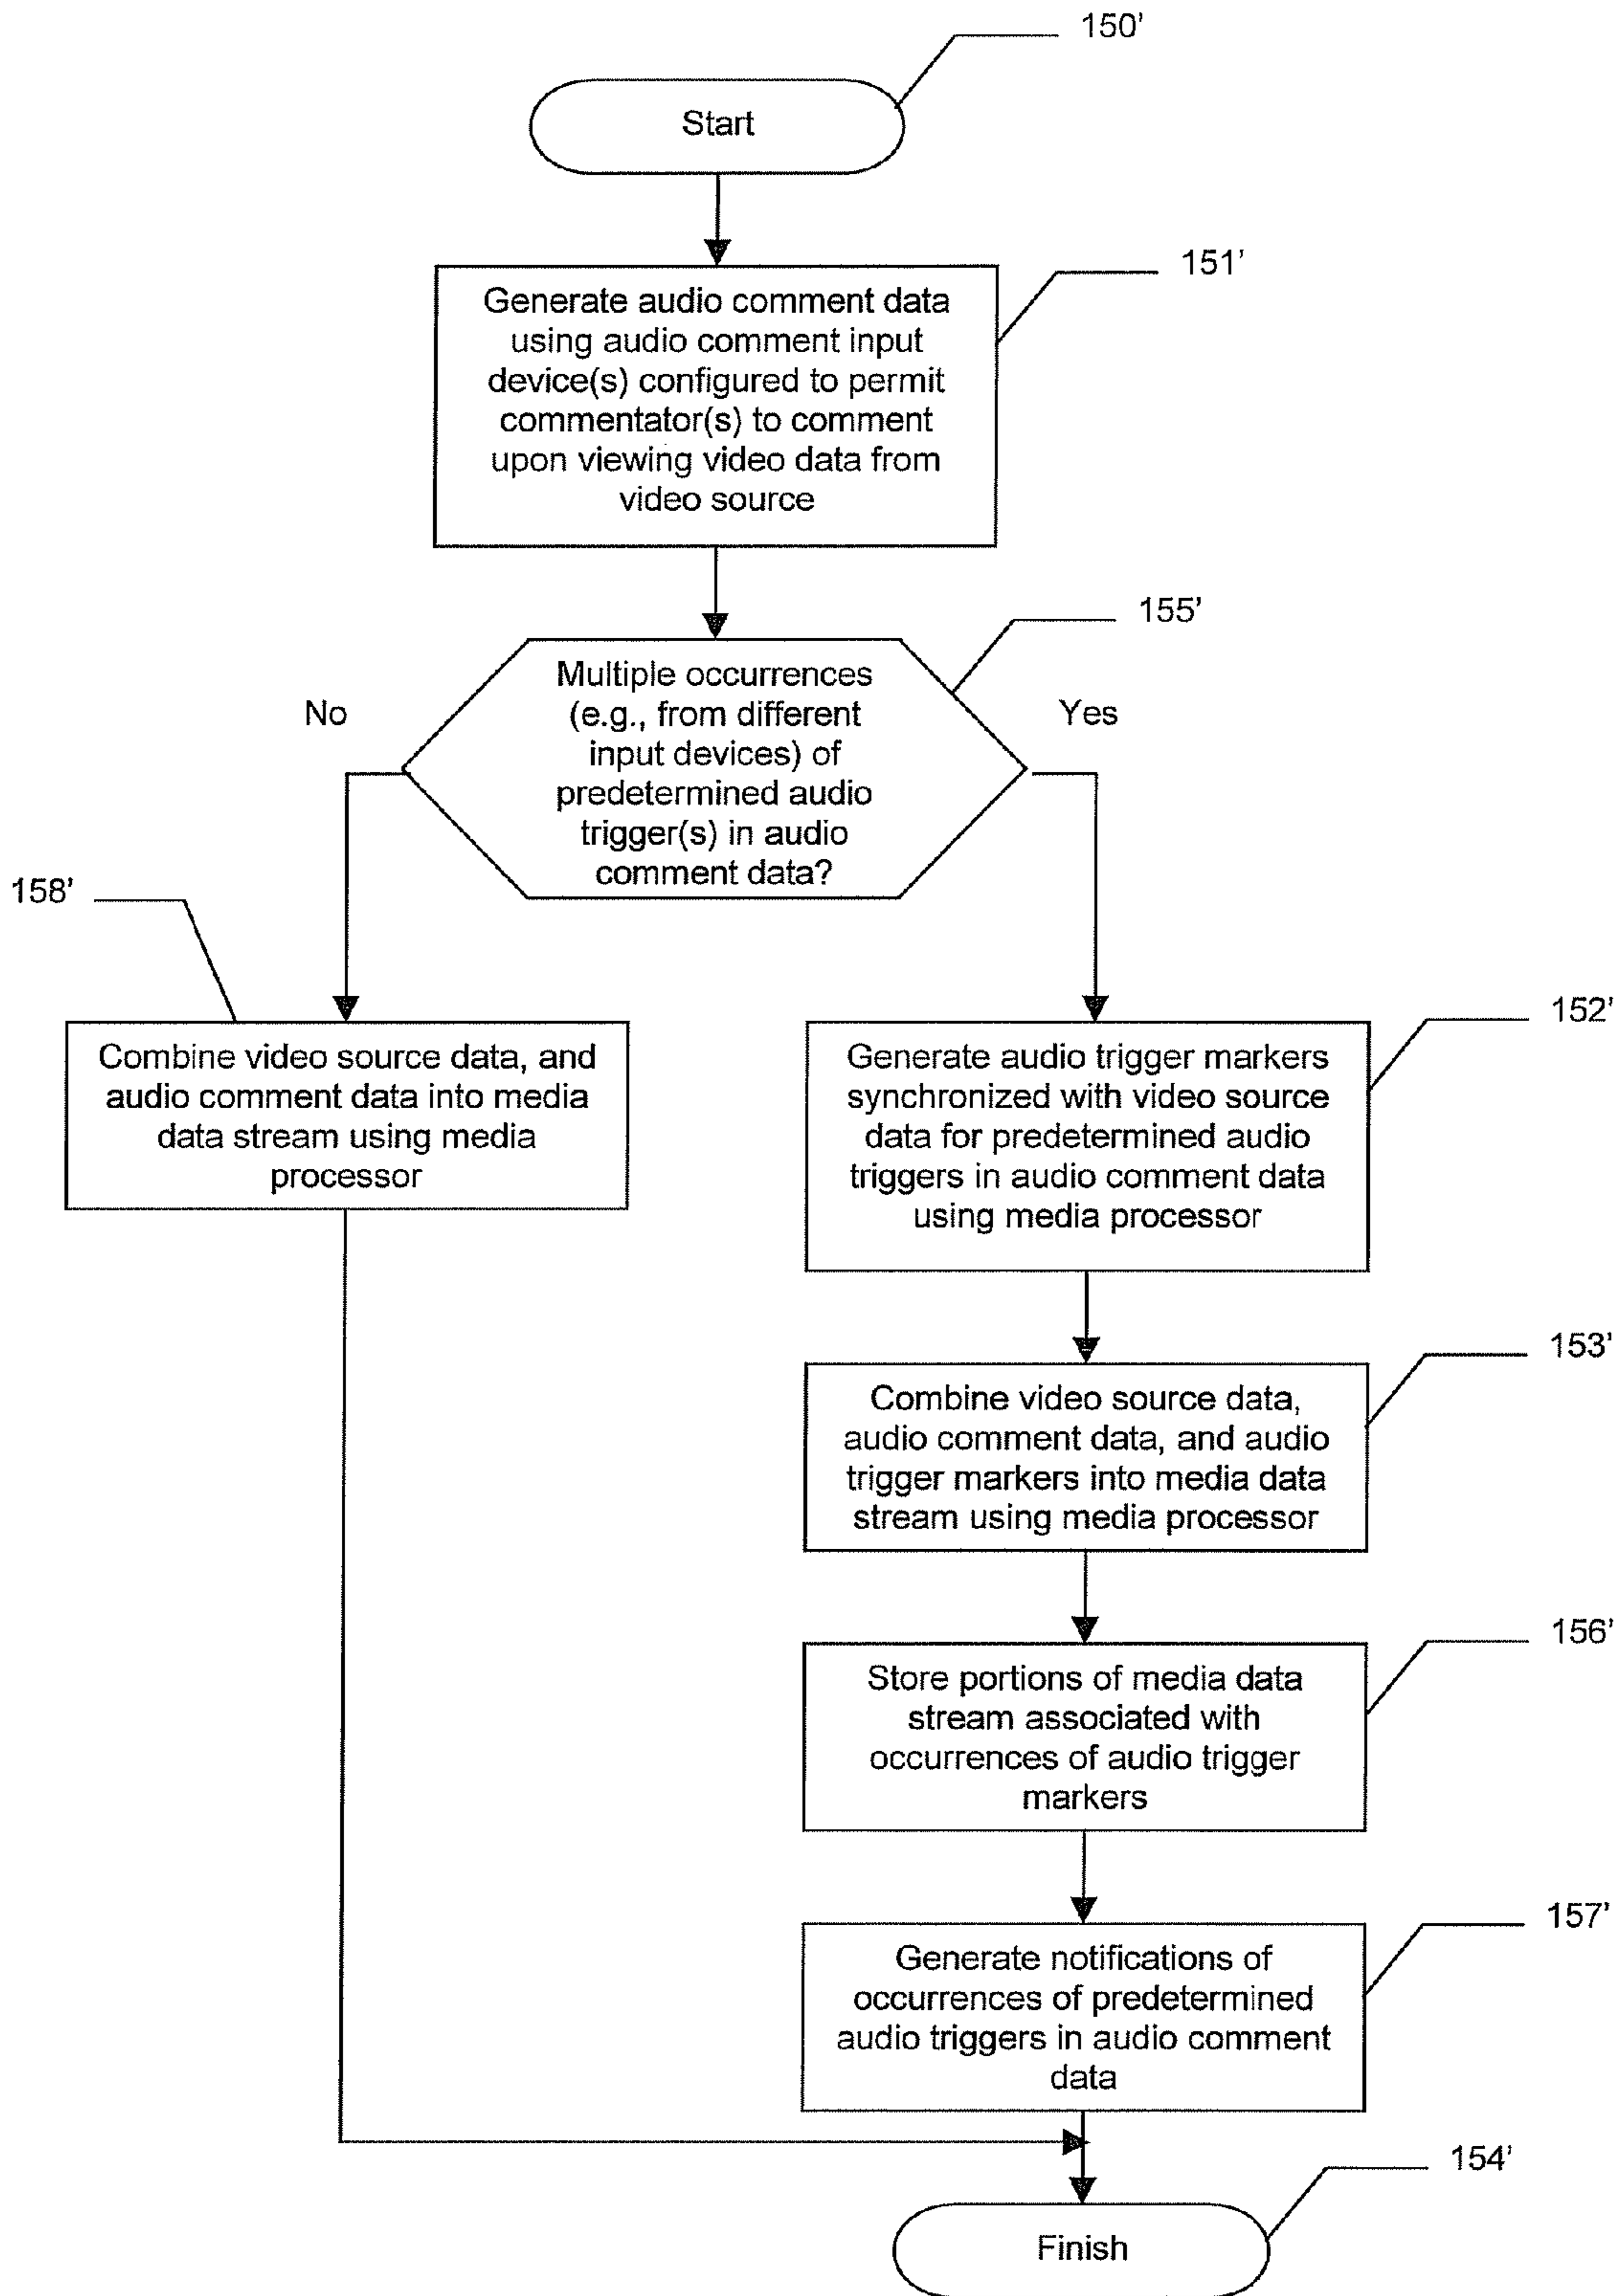 150’
Start
151’
Generate audio comment data
using audio comment input
device(s) configured to permit
commentator(s) to comment
upon viewing video data from
video source
155’
Multiple occurrences
(e.g., from different
input devices) of
predetermined audio
trigger(s) in audio
comment data?
No
Yes
158’
Combine video source data, and
audio comment data into media
data stream using media
processor
152’
Generate audio trigger markers
synchronized with video source
data for predetermined audio
triggers in audio comment data
using media processor
153’
Combine video source data,
audio comment data, and audio
trigger markers into media data
stream using media processor
156’
Store portions of media data
stream associated with
occurrences of audio trigger
markers
157’
Generate notifications of
occurrences of predetermined
audio triggers in audio comment
data
154’
Finish